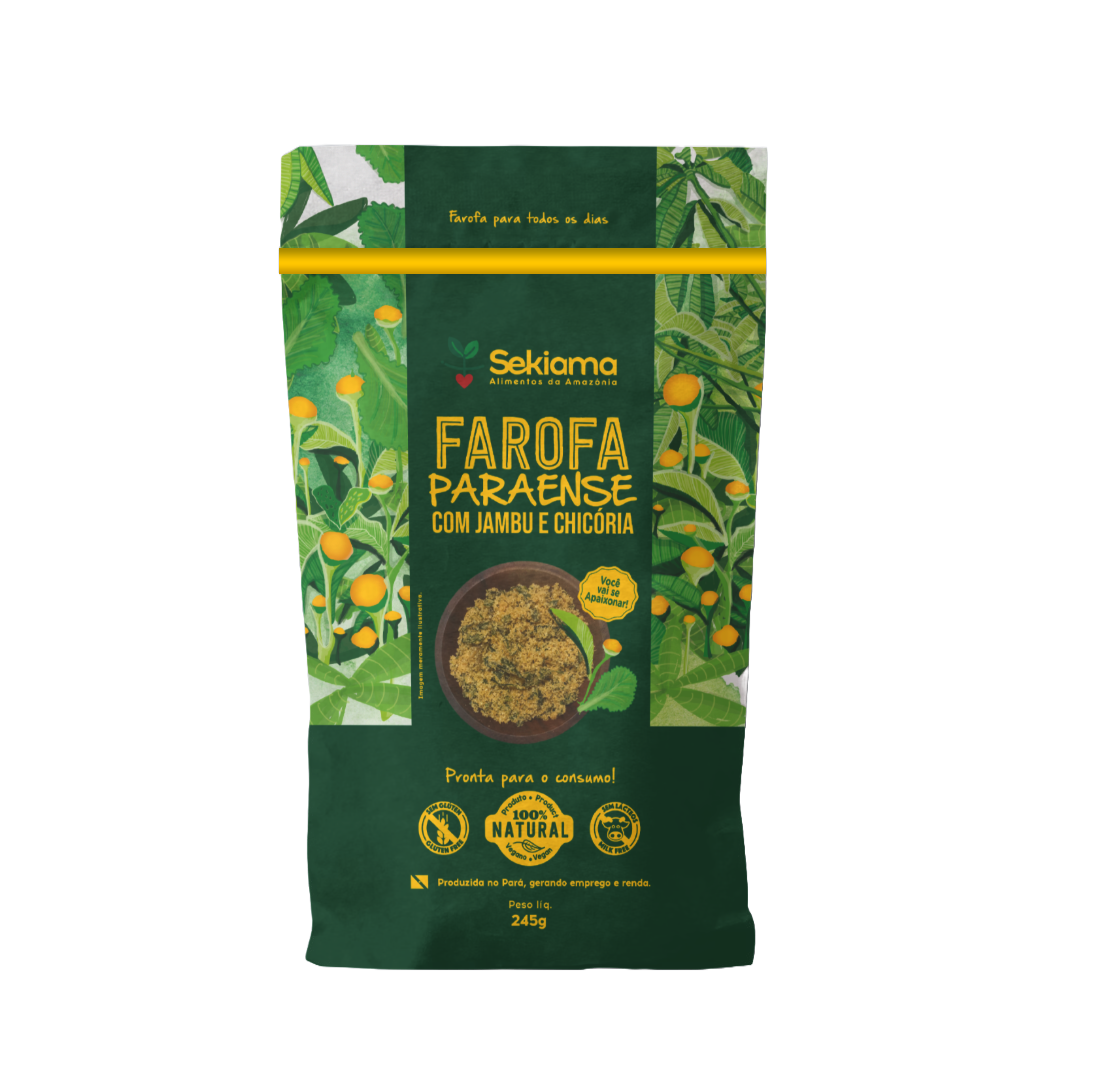 Farofa para todos os dias
Sekiama
Alimentos da Amazônia
FAROFA
PARAENSE
COM JAMBU E CHICÓRIA
Você
vai se
Apaixonar!
Imagem meramente ilustrativa.
Pronta para o consumo!
SEM GLÚTEN
GLUTEN FREE
Produto • Product
100%
NATURAL
Vegano • Vegan
SEM LACTOSE
MILK FREE
Produzida no Pará, gerando emprego e renda.
Peso líq.
245g